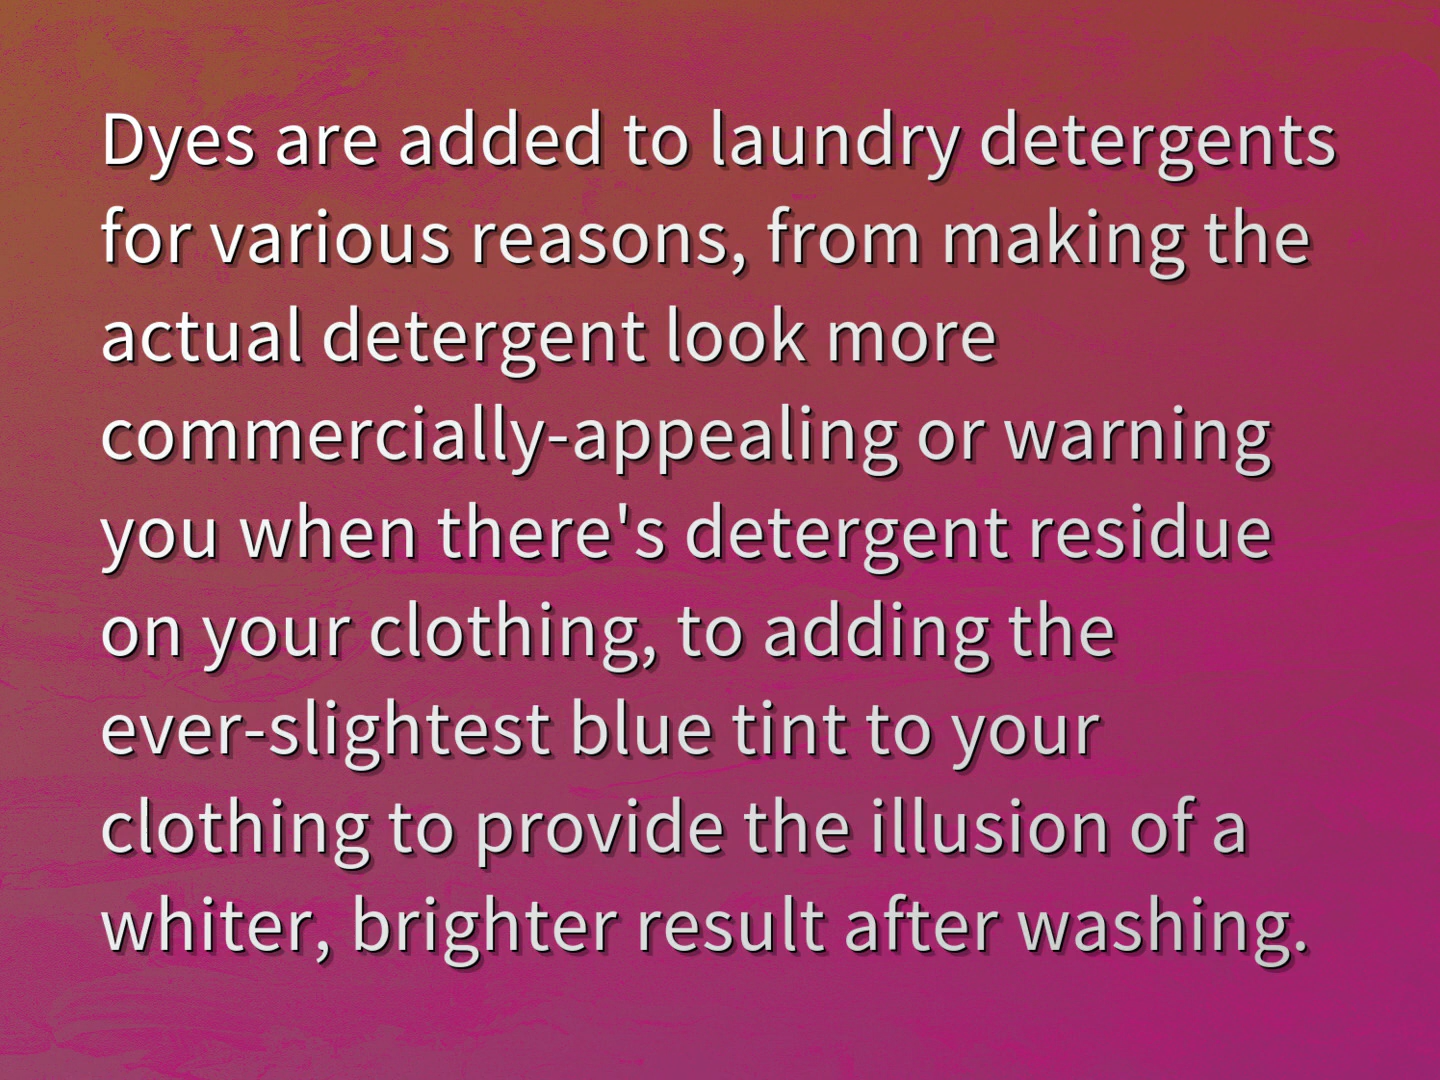 Dyes are added to laundry detergents
for various reasons, from making the
actual detergent look more
commercially-appealing or warning
you when there's detergent residue
on your clothing, to adding the
ever-slightest blue tint to your
clothing to provide the illusion of a
whiter, brighter result after washing.